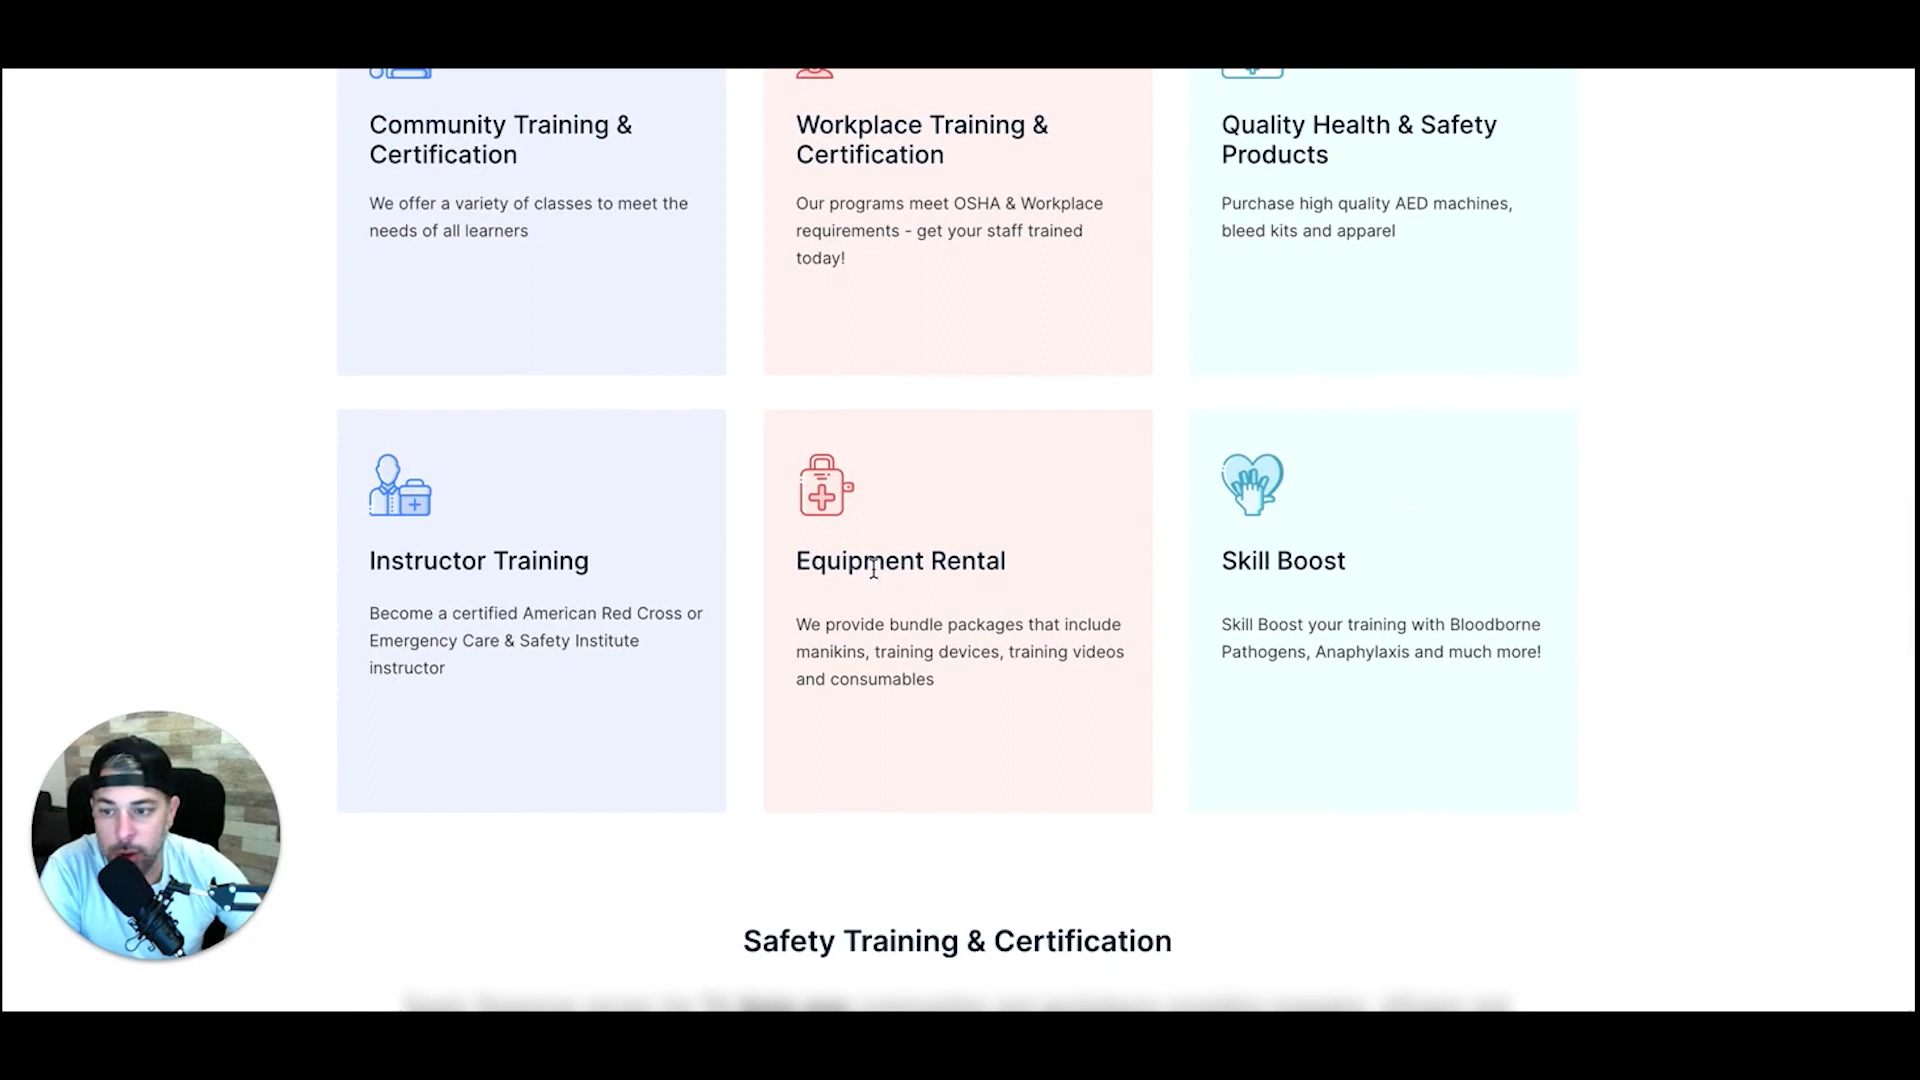 Community Training &
Certification
We offer a variety of classes to meet the
needs of all learners
Workplace Training &
Certification
Our programs meet OSHA & Workplace
requirements - get your staff trained
today!
Quality Health & Safety
Products
Purchase high quality AED machines,
bleed kits and apparel
Instructor Training
Become a certified American Red Cross or
Emergency Care & Safety Institute
instructor
Equipment Rental
We provide bundle packages that include
manikins, training devices, training videos
and consumables
Skill Boost
Skill Boost your training with Bloodborne
Pathogens, Anaphylaxis and much more!
Safety Training & Certification